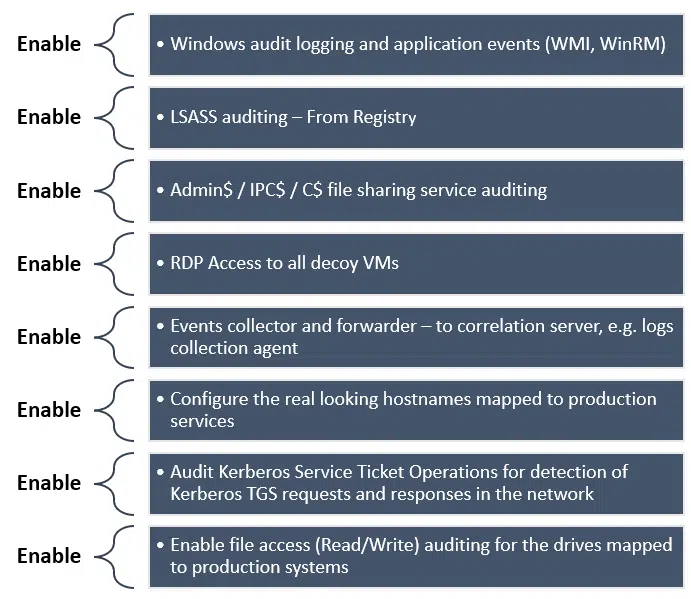 Enable
• Windows audit logging and application events (WMI, WinRM)
Enable
• LSASS auditing – From Registry
Enable
• Admin$ / IPC$ / C$ file sharing service auditing
Enable
• RDP Access to all decoy VMs
Enable
• Events collector and forwarder – to correlation server, e.g. logs
collection agent
Enable
• Configure the real looking hostnames mapped to production
services
Enable
• Audit Kerberos Service Ticket Operations for detection of
Kerberos TGS requests and responses in the network
Enable
• Enable file access (Read/Write) auditing for the drives mapped
to production systems